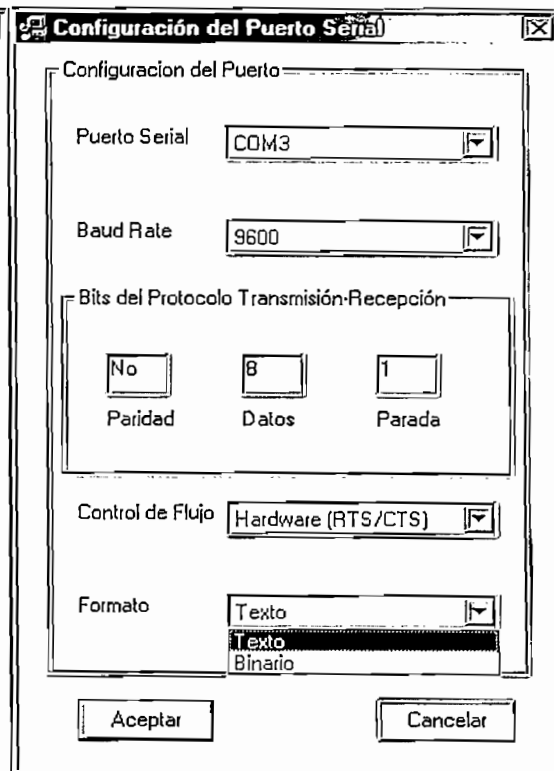 Configuración del Puerto Serial
Configuracion del Puerto
Puerto Serial COM3
Baud Rate 9600
Bits del Protocolo Transmisión-Recepción
No 8 1
Paridad Datos Parada
Control de Flujo Hardware (RTS/CTS)
Formato Texto
Texto
Binario
Aceptar Cancelar